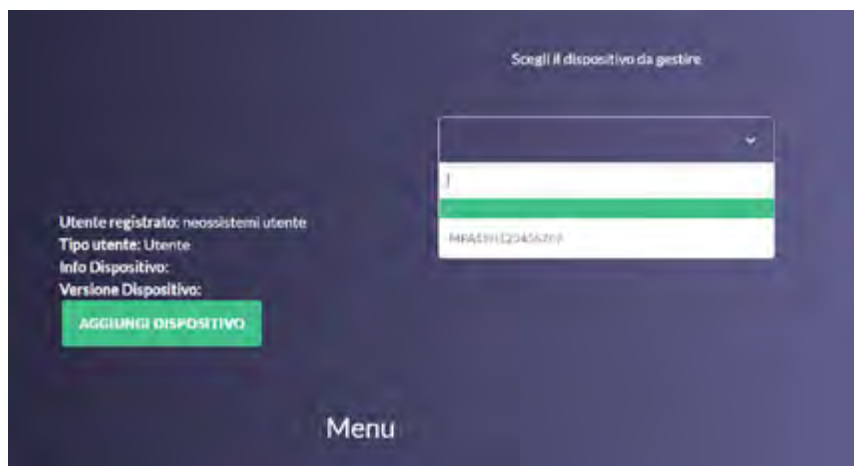 Scegli il dispositivo da gestire
Utente registrato: neossistemi utente
Tipo utente: Utente
Info Dispositivo:
Versione Dispositivo:
AGGIUNGI DISPOSITIVO
Menu